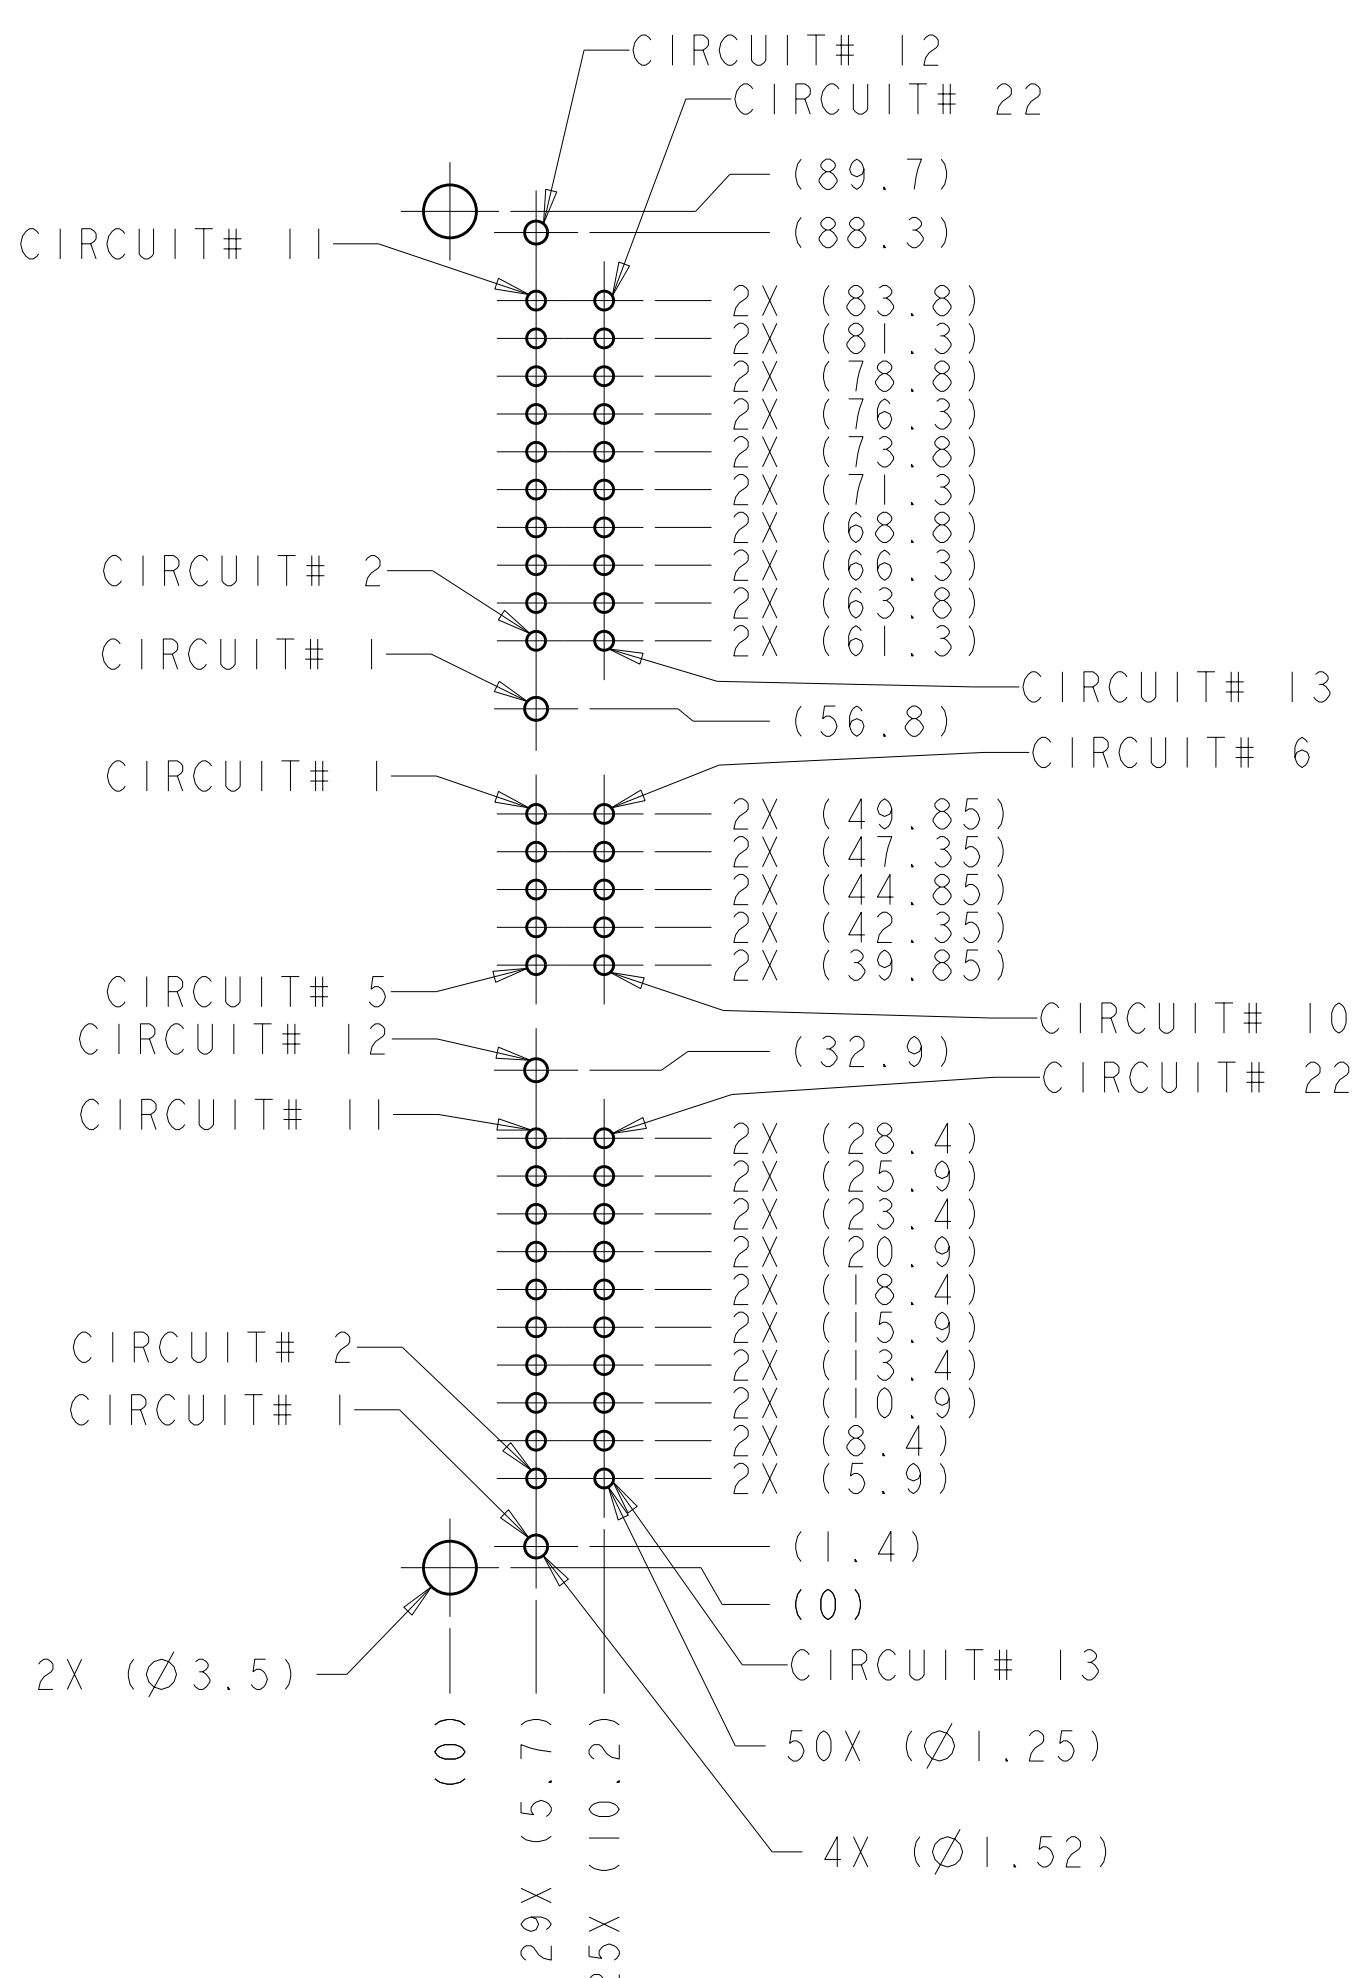 CIRCUIT# 12
CIRCUIT# 22
(89.7)
(88.3)
CIRCUIT# 11
2X (83.8)
2X (81.3)
2X (78.8)
2X (76.3)
2X (73.8)
2X (71.3)
2X (68.8)
2X (66.3)
CIRCUIT# 2
2X (63.8)
2X (61.3)
CIRCUIT# 1
CIRCUIT# 13
(56.8)
CIRCUIT# 6
CIRCUIT# 1
2X (49.85)
2X (47.35)
2X (44.85)
2X (42.35)
2X (39.85)
CIRCUIT# 5
CIRCUIT# 10
CIRCUIT# 12
(32.9)
CIRCUIT# 22
CIRCUIT# 11
2X (28.4)
2X (25.9)
2X (23.4)
2X (20.9)
2X (18.4)
2X (15.9)
CIRCUIT# 2
2X (13.4)
2X (10.9)
CIRCUIT# 1
2X (8.4)
2X (5.9)
(1.4)
(0)
CIRCUIT# 13
2X (Ø3.5)
50X (Ø1.25)
4X (Ø1.52)
(0)
29X (5.7)
25X (10.2)